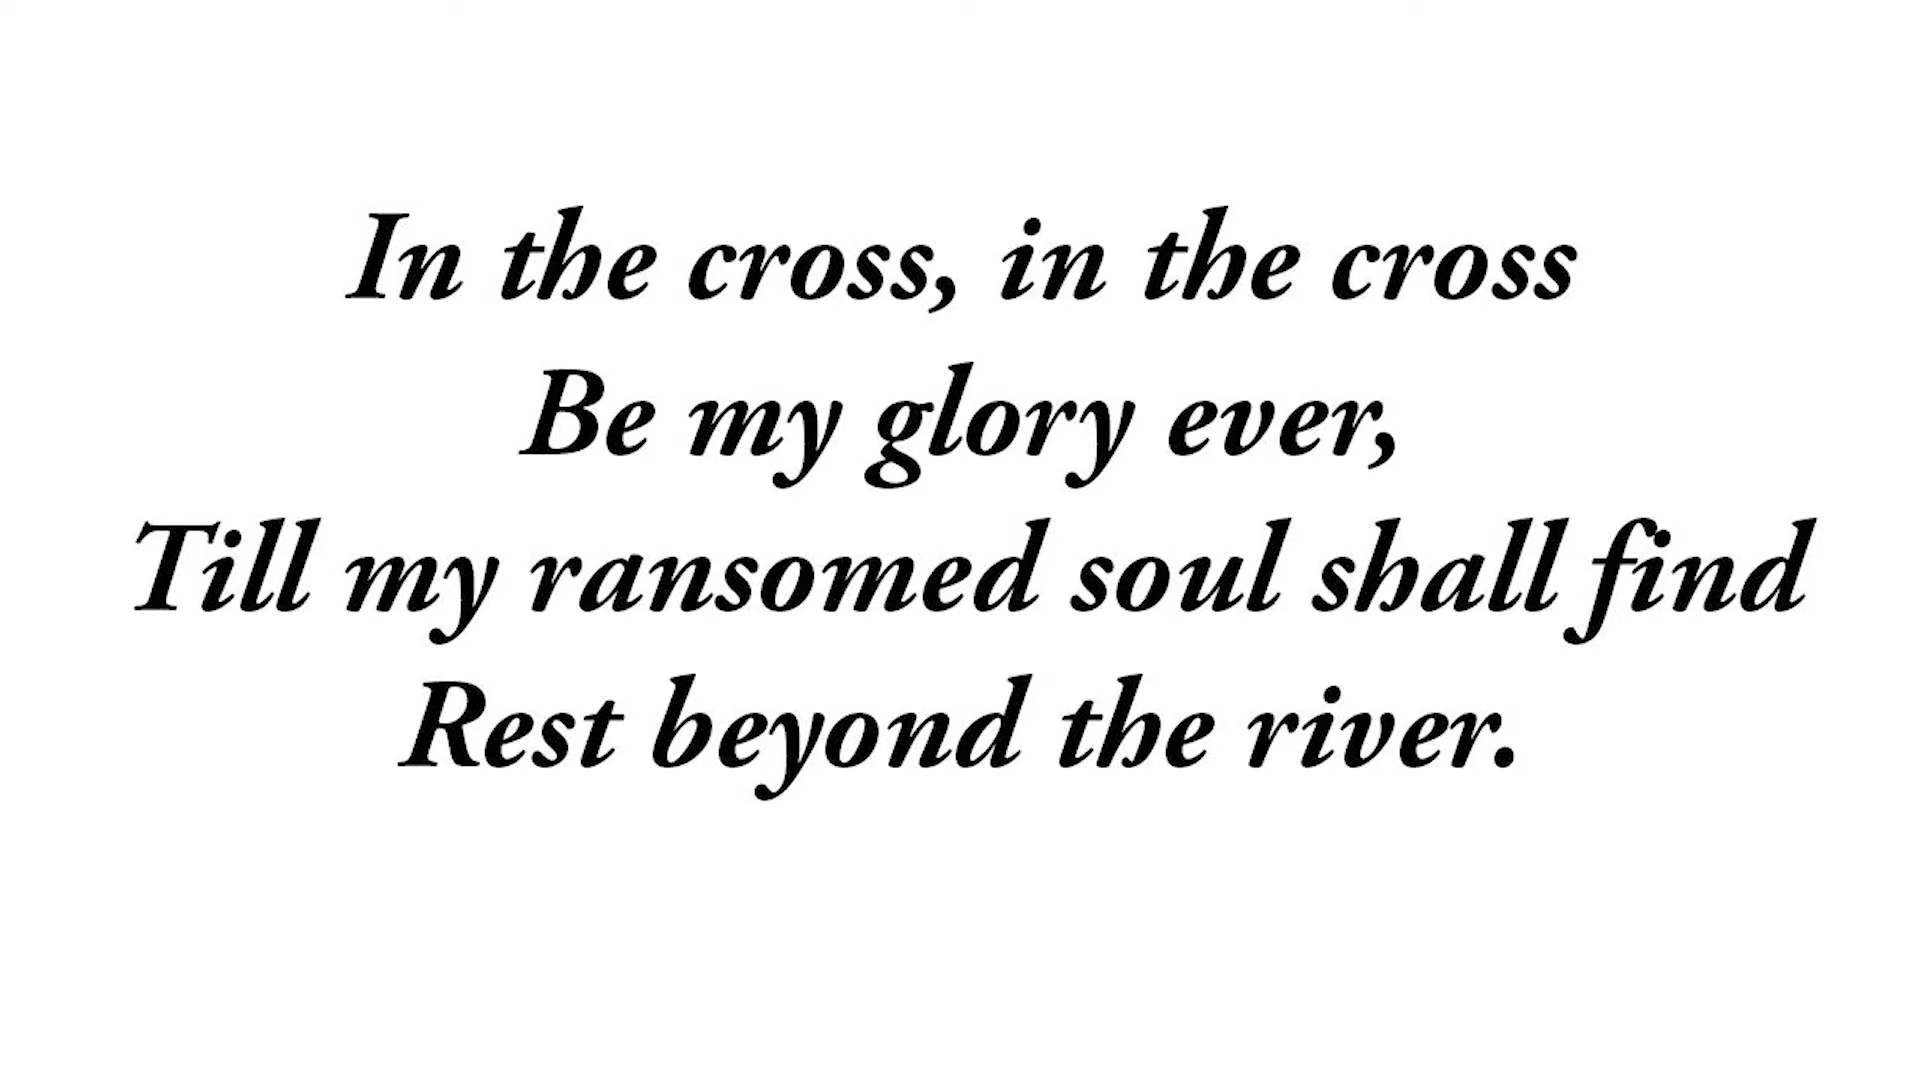 In the cross, in the cross
Be my glory ever,
Till my ransomed soul shall find
Rest beyond the river.